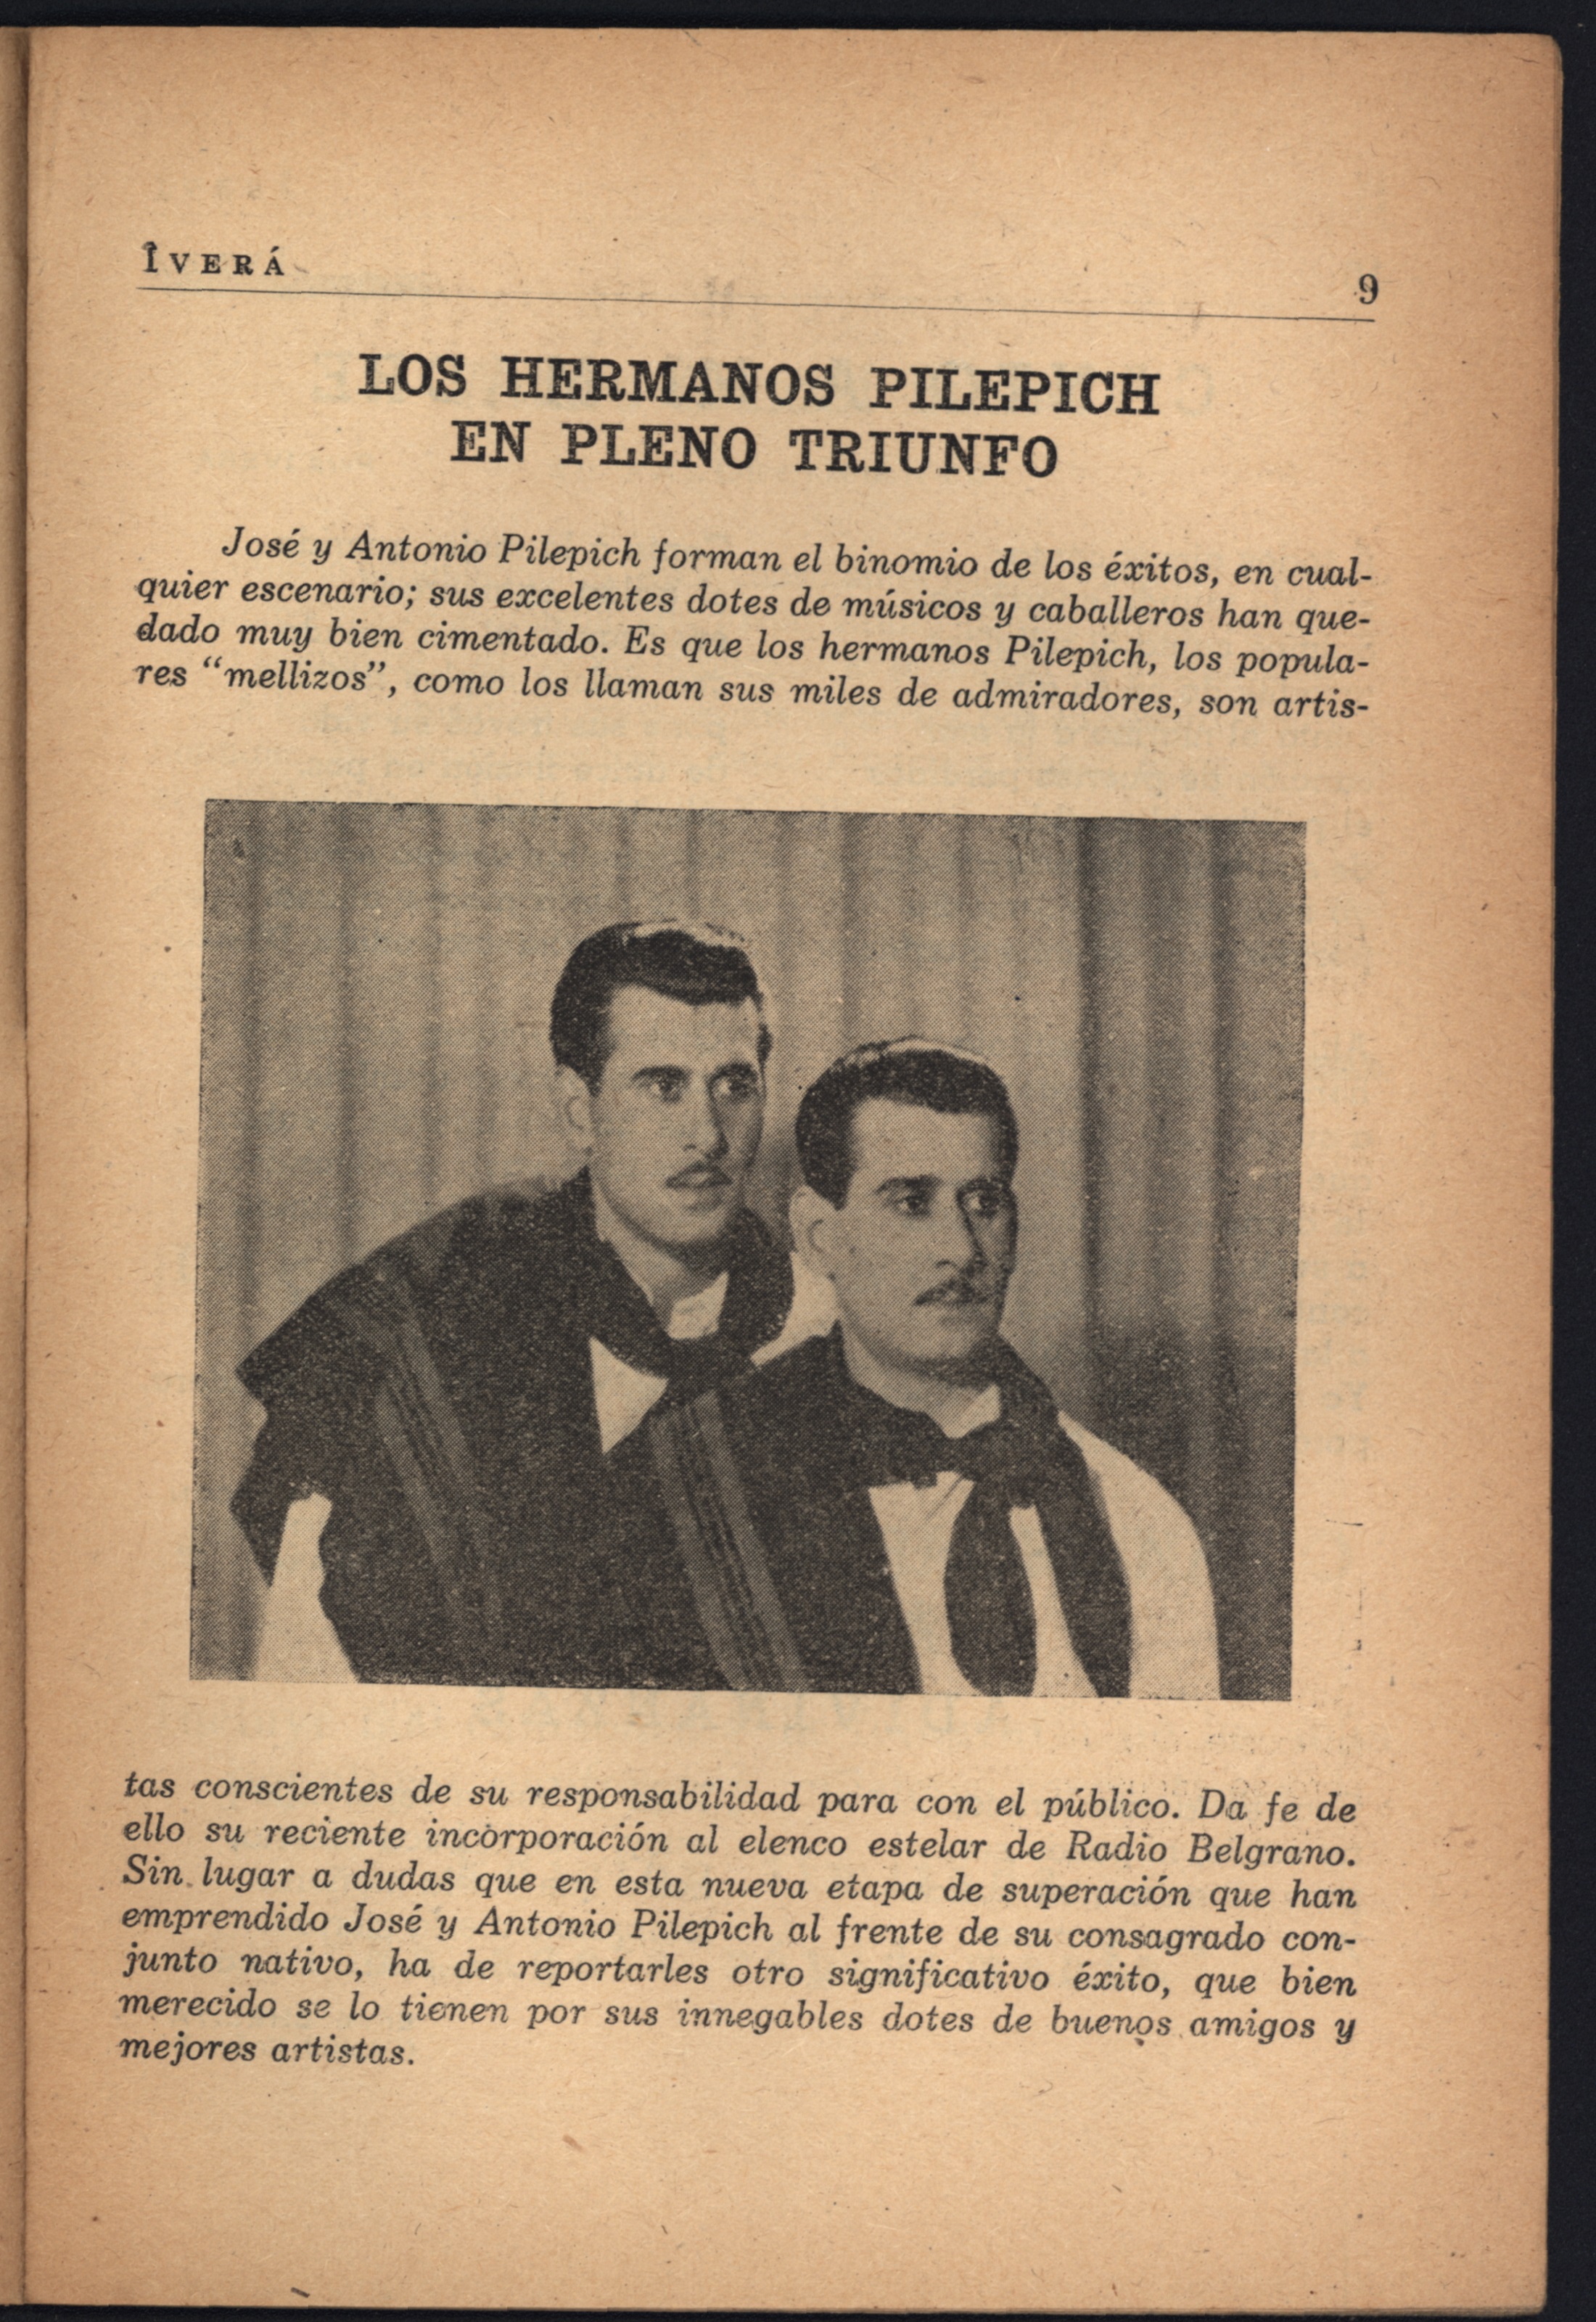 ÎVERÁ
9
LOS HERMANOS PILEPICH
EN PLENO TRIUNFO
José y Antonio Pilepich forman el binomio de los éxitos, en cual-
quier escenario; sus excelentes dotes de músicos y caballeros han que-
dado muy bien cimentado. Es que los hermanos Pilepich, los popula-
res “mellizos”, como los llaman sus miles de admiradores, son artis-
tas conscientes de su responsabilidad para con el público. Da fe de
ello su reciente incorporación al elenco estelar de Radio Belgrano.
Sin lugar a dudas que en esta nueva etapa de superación que han
emprendido José y Antonio Pilepich al frente de su consagrado con-
junto nativo, ha de reportarles otro significativo éxito, que bien
merecido se lo tienen por sus innegables dotes de buenos amigos y
mejores artistas.